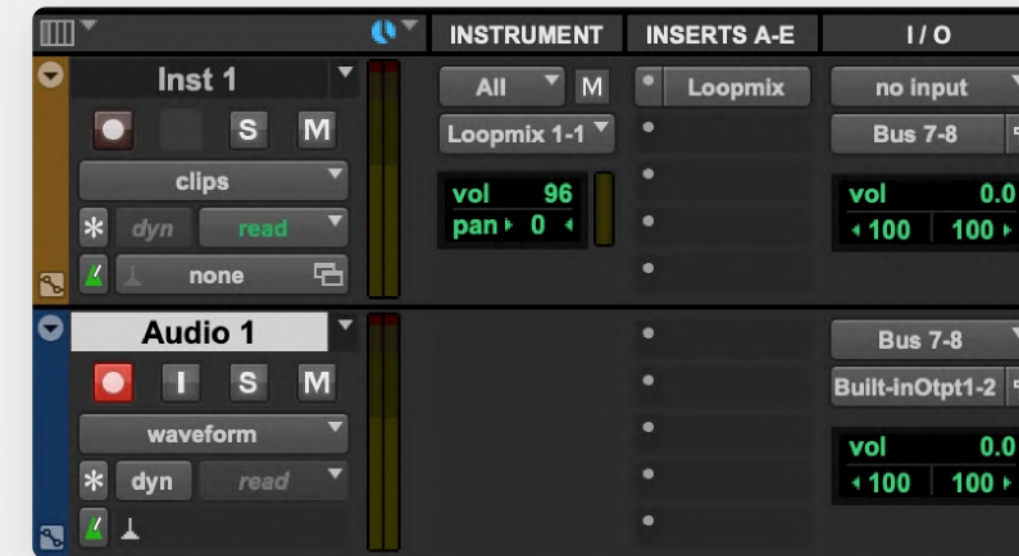 INSTRUMENT INSERTS A-E I / O
Inst 1 All M Loopmix no input
S M Loopmix 1-1 Bus 7-8
clips
vol 96 vol 0.0
* dyn read pan 0 100 100
none
Audio 1 Bus 7-8
I S M Built-inOtpt1-2
waveform
vol 0.0
* dyn read 100 100